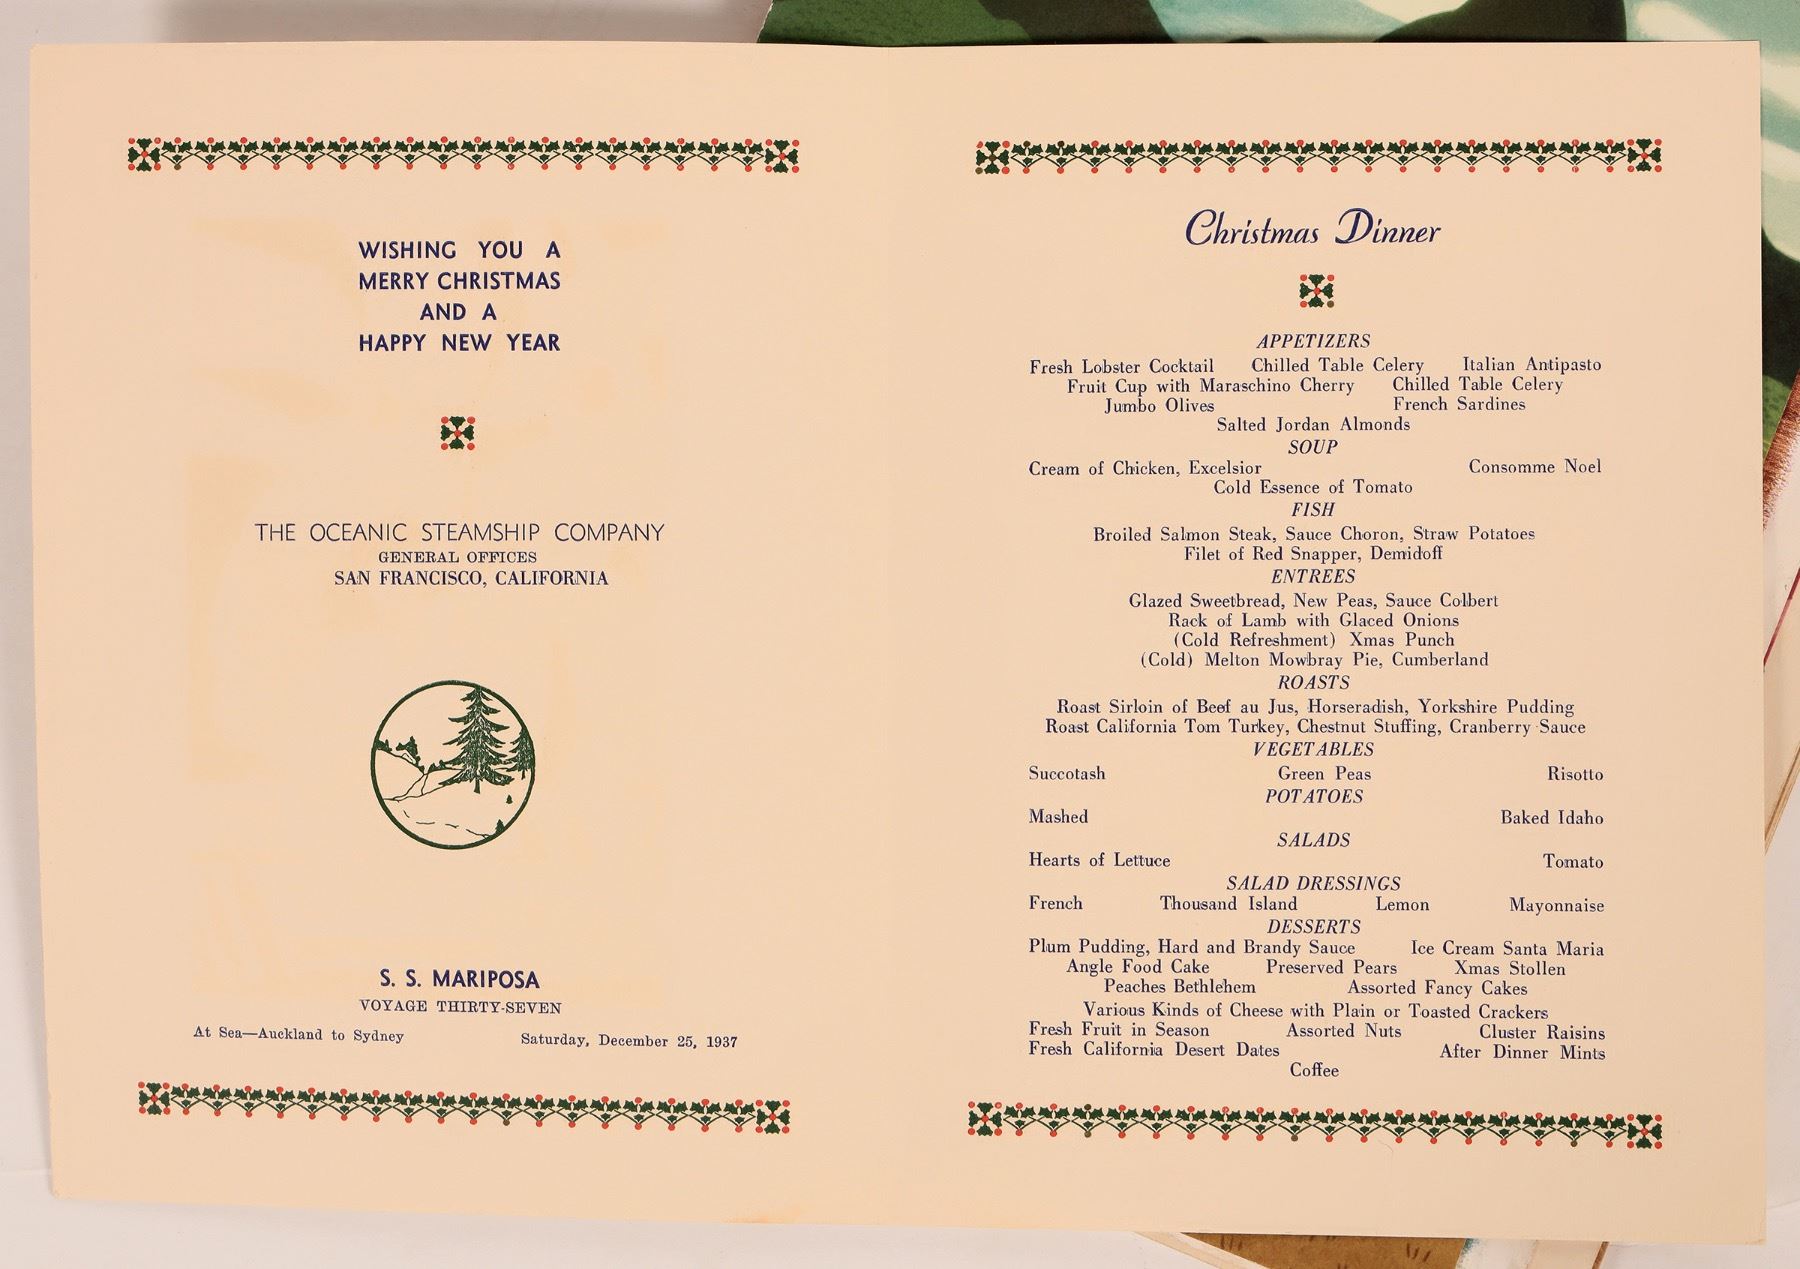 WISHING YOU A
MERRY CHRISTMAS
AND A
HAPPY NEW YEAR
THE OCEANIC STEAMSHIP COMPANY
GENERAL OFFICES
SAN FRANCISCO, CALIFORNIA
S. S. MARIPOSA
VOYAGE THIRTY-SEVEN
At Sea—Auckland to Sydney Saturday, December 25, 1937
Christmas Dinner
APPETIZERS
Fresh Lobster Cocktail Chilled Table Celery Italian Antipasto
Fruit Cup with Maraschino Cherry Chilled Table Celery
Jumbo Olives French Sardines
Salted Jordan Almonds
SOUP
Cream of Chicken, Excelsior Consomme Noel
Cold Essence of Tomato
FISH
Broiled Salmon Steak, Sauce Choron, Straw Potatoes
Filet of Red Snapper, Demidoff
ENTREES
Glazed Sweetbread, New Peas, Sauce Colbert
Rack of Lamb with Glaced Onions
(Cold Refreshment) Xmas Punch
(Cold) Melton Mowbray Pie, Cumberland
ROASTS
Roast Sirloin of Beef au Jus, Horseradish, Yorkshire Pudding
Roast California Tom Turkey, Chestnut Stuffing, Cranberry Sauce
VEGETABLES
Succotash Green Peas Risotto
POTATOES
Mashed Baked Idaho
SALADS
Hearts of Lettuce Tomato
SALAD DRESSINGS
French Thousand Island Lemon Mayonnaise
DESSERTS
Plum Pudding, Hard and Brandy Sauce Ice Cream Santa Maria
Angle Food Cake Preserved Pears Xmas Stollen
Peaches Bethlehem Assorted Fancy Cakes
Various Kinds of Cheese with Plain or Toasted Crackers
Fresh Fruit in Season Assorted Nuts Cluster Raisins
Fresh California Desert Dates After Dinner Mints
Coffee